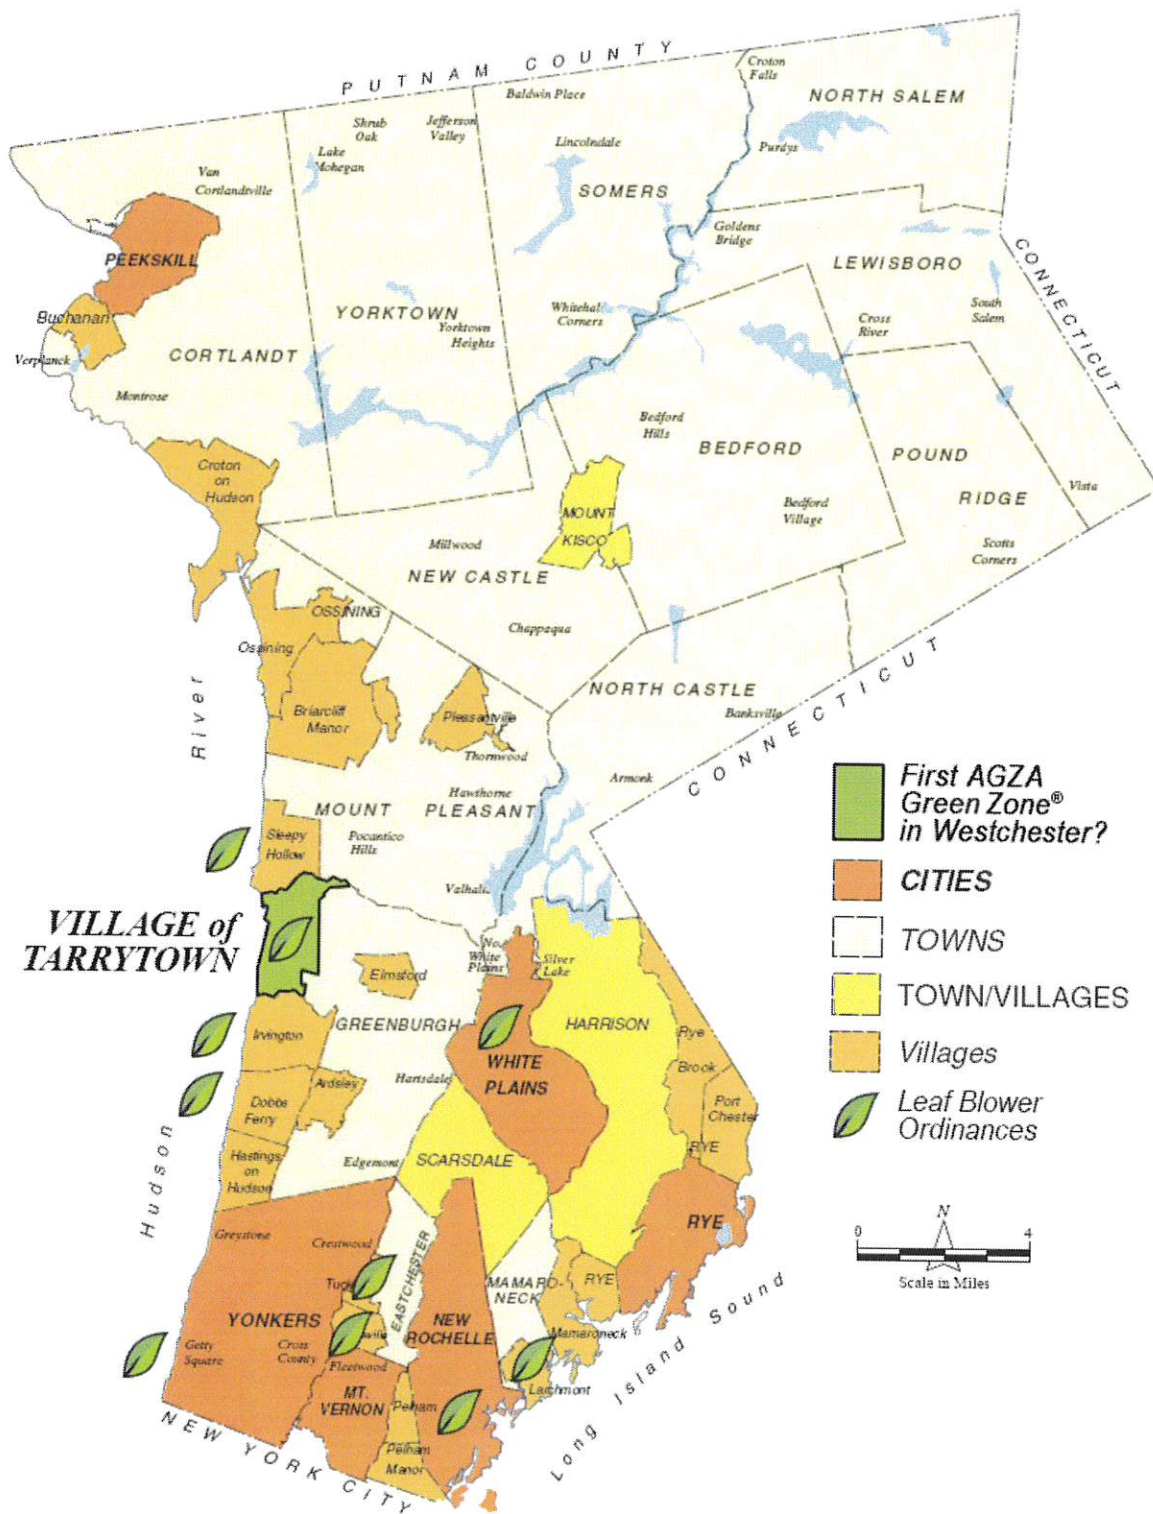 PUTNAM COUNTY
Croton
Falls
Baldwin Place
NORTH SALEM
Shrub
Oak
Jefferson
Valley
Lincolndale
Purdys
Lake
Mohegan
Van
Cortlandtville
SOMERS
Goldens
Bridge
CONNECTICUT
PEEKSKILL
LEWISBORO
South
Salem
Buchanan
YORKTOWN
Yorktown
Heights
Corners
Cross
River
Verplanck
CORTLANDT
Montrose
Bedford
Hills
BEDFORD
POUND
RIDGE
Vista
Croton
on
Hudson
Bedford
Village
MOUNT
KISCO
Millwood
NEW CASTLE
Scotts
Corners
Chappaqua
OSSINING
Ossining
NORTH CASTLE
Banksville
CONNECTICUT
River
Briarcliff
Manor
Pleasantville
Thornwood
Armonk
Hawthorne
MOUNT PLEASANT
Pocantico
Hills
Sleepy
Hollow
First AGZA
Green Zone®
in Westchester?
CITIES
TOWNS
TOWN/VILLAGES
Villages
Leaf Blower
Ordinances
VILLAGE of
TARRYTOWN
No.
White
Plains
Silver
Lake
Elmsford
GREENBURGH
HARRISON
Rye
Brook
Irvington
WHITE
PLAINS
Hartsdale
Ardsley
Dobbs
Ferry
Port
Chester
RYE
Hastings
on
Hudson
Edgemont
SCARSDALE
Hudson
RYE
Greystone
Crestwood
EASTCHESTER
MAMARO-
NECK
RYE
YONKERS
NEW
ROCHELLE
Getty
Square
Cross
County
Fleetwood
Mamaroneck
Larchmont
MT.
VERNON
Pelham
Pelham
Manor
NEW YORK CITY
Long Island Sound
N
0 4
Scale in Miles